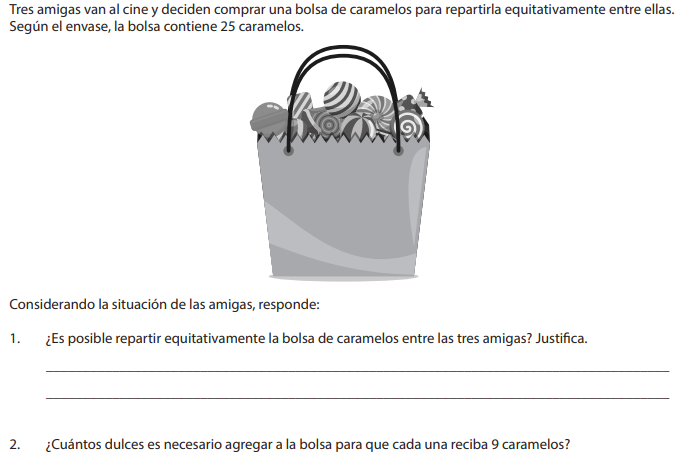 Tres amigas van al cine y deciden comprar una bolsa de caramelos para repartirla equitativamente entre ellas.
Según el envase, la bolsa contiene 25 caramelos.
Considerando la situación de las amigas, responde:
1. ¿Es posible repartir equitativamente la bolsa de caramelos entre las tres amigas? Justifica.
2. ¿Cuántos dulces es necesario agregar a la bolsa para que cada una reciba 9 caramelos?